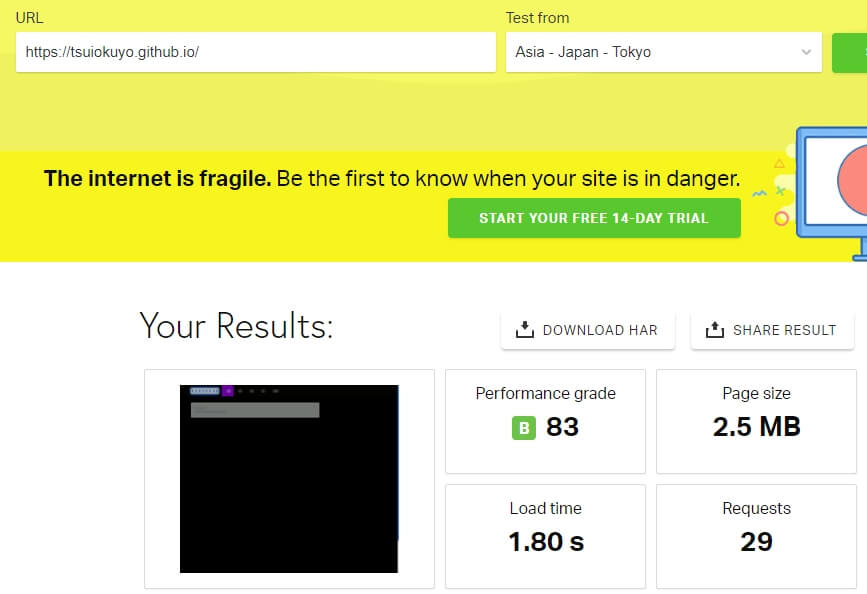 URL
Test from
https://tsuiokuyo.github.io/
Asia - Japan - Tokyo
The internet is fragile. Be the first to know when your site is in danger.
START YOUR FREE 14-DAY TRIAL
Your Results:
DOWNLOAD HAR
SHARE RESULT
Performance grade
B 83
Page size
2.5 MB
Load time
1.80 s
Requests
29